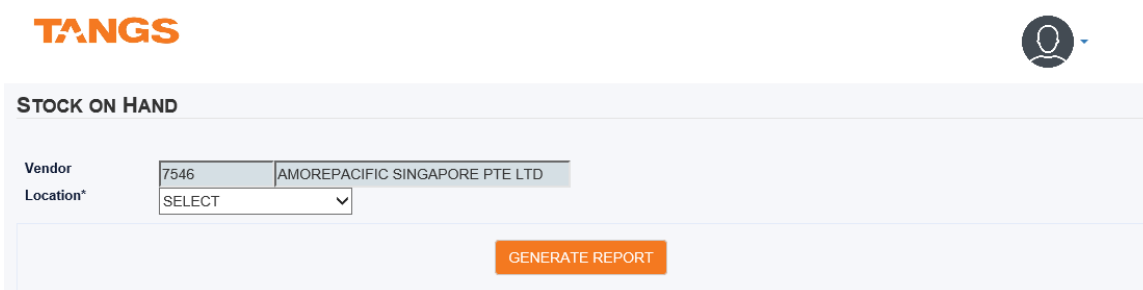 TANGS
STOCK ON HAND
Vendor 7546 AMOREPACIFIC SINGAPORE PTE LTD
Location* SELECT
GENERATE REPORT